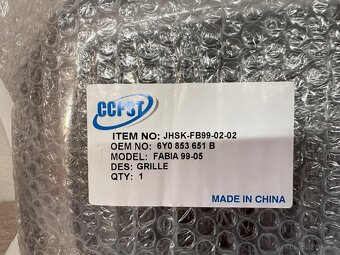 CCPST
ITEM NO: JHSK-FB99-02-02
OEM NO: 6Y0 853 651 B
MODEL: FABIA 99-05
DES: GRILLE
QTY: 1
MADE IN CHINA